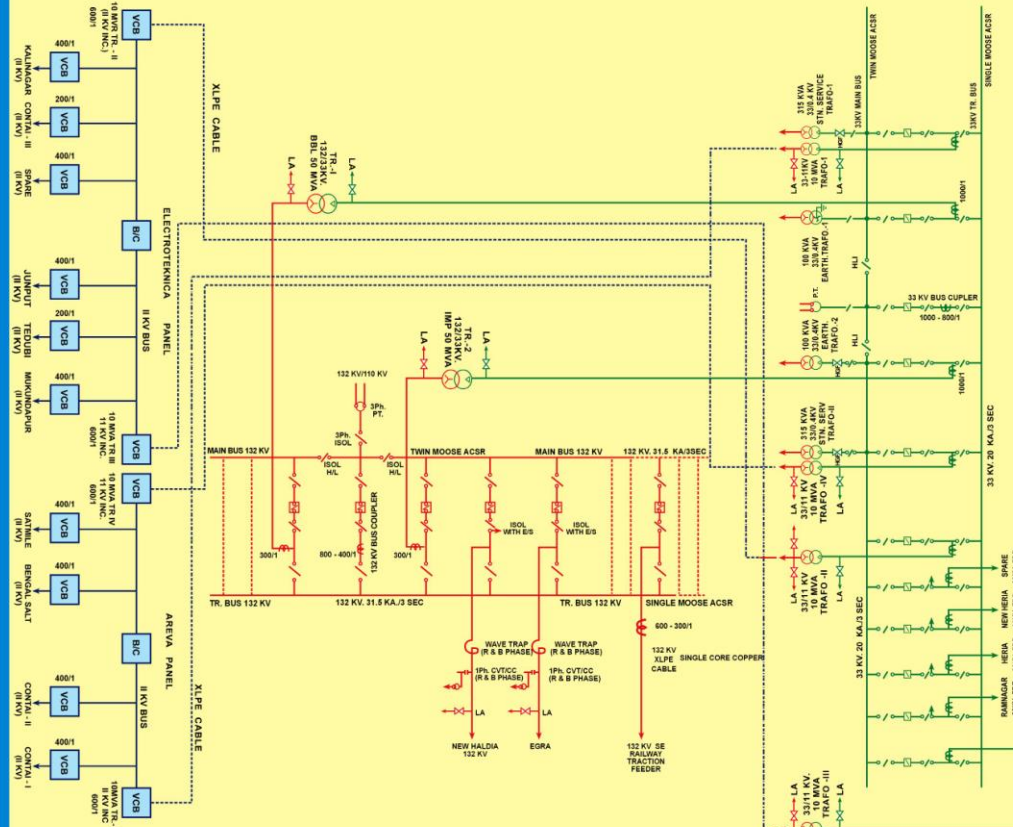 10 MVR TR. - II
(II KV INC.)
600/1
VCB
400/1
VCB
KALINAGAR
(II KV)
200/1
VCB
CONTAI - III
(II KV)
400/1
VCB
SPARE
(II KV)
B/C
ELECTROTEKNICA PANEL
II KV BUS
400/1
VCB
JUNPUT
(II KV)
200/1
VCB
TEDUBI
(II KV)
400/1
VCB
MUKUNDAPUR
(II KV)
10 MVA TR III
11 KV INC.
600/1
VCB
10 MVA TR IV
11 KV INC.
600/1
VCB
400/1
VCB
SATMILE
(II KV)
400/1
VCB
BENGAL SALT
(II KV)
B/C
AREVA PANEL
II KV BUS
400/1
VCB
CONTAI - II
(II KV)
400/1
VCB
CONTAI - I
(II KV)
10MVA TR.
II KV INC
600/1
VCB
XLPE CABLE
XLPE CABLE
LA
TR.-I
132/33KV.
BBL 50 MVA
LA
LA
TR.-2
132/33KV.
IMP 50 MVA
LA
132 KV/110 KV
3Ph.
PT.
3Ph.
ISOL
MAIN BUS 132 KV
ISOL
H/L
ISOL
H/L
TWIN MOOSE ACSR
MAIN BUS 132 KV
132 KV. 31.5 KA/3SEC
300/1
800 - 400/1
132 KV BUS COUPLER
300/1
ISOL
WITH E/S
ISOL
WITH E/S
TR. BUS 132 KV
132 KV. 31.5 KA./3 SEC
TR. BUS 132 KV
SINGLE MOOSE ACSR
WAVE TRAP
(R & B PHASE)
1Ph. CVT/CC
(R & B PHASE)
LA
NEW HALDIA
132 KV
WAVE TRAP
(R & B PHASE)
1Ph. CVT/CC
(R & B PHASE)
LA
EGRA
600 - 300/1
132 KV
XLPE
CABLE
SINGLE CORE COPPER
132 KV SE
RAILWAY
TRACTION
FEEDER
TWIN MOOSE ACSR
SINGLE MOOSE ACSR
33KV MAIN BUS
33KV TR. BUS
315 KVA
33/0.4 KV
STN. SERVICE
TRAFO-1
HGF
33-11KV
10 MVA
TRAFO-1
LA
LA
100 KVA
33/0.4KV
EARTH.TRAFO.-1
1000/1
HLI
P.T.
33 KV BUS CUPLER
1000 - 800/1
HLI
100 KVA
33/0.4KV
EARTH.
TRAFO.-2
HGF
1000/1
315 KVA
33/0.4KV
STN. SERV
TRAFO-II
HGF
33/11 KV
10 MVA
TRAFO -IV
LA
LA
33 KV. 20 KA./3 SEC
LA
33/11 KV.
10 MVA
TRAFO -II
LA
33 KV. 20 KA./3 SEC
SPARE
NEW HERIA
HERIA
RAMNAGAR
LA
33/11. KV.
10 MVA
TRAFO -III
LA